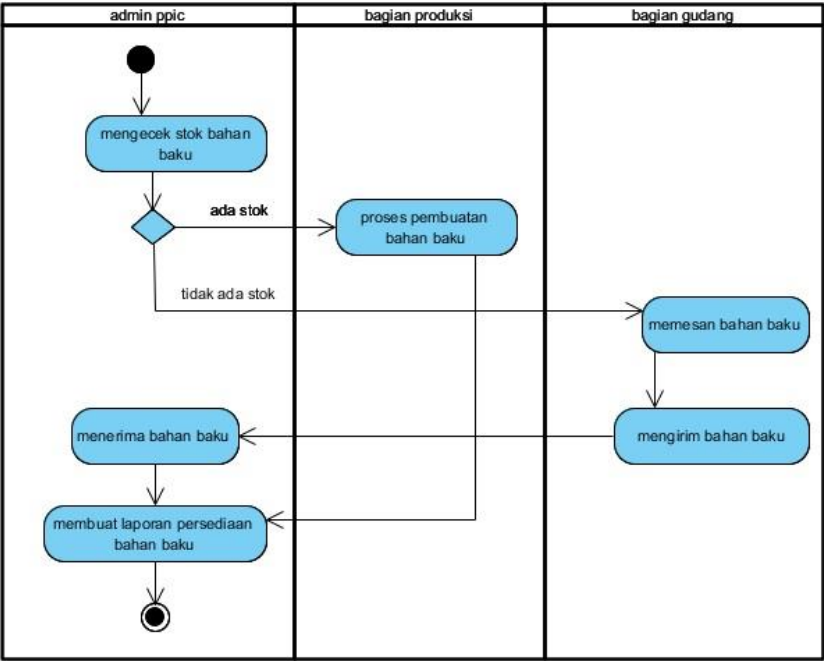 admin ppic
bagian produksi
bagian gudang
mengecek stok bahan
baku
ada stok
proses pembuatan
bahan baku
tidak ada stok
memesan bahan baku
menerima bahan baku
mengirim bahan baku
membuat laporan persediaan
bahan baku